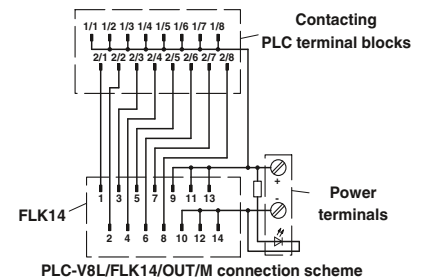 1/1 1/2 1/3 1/4 1/5 1/6 1/7 1/8
Contacting
PLC terminal blocks
2/1 2/2 2/3 2/4 2/5 2/6 2/7 2/8
1 3 5 7 9 11 13
+
Power
terminals
-
FLK14
2 4 6 8 10 12 14
PLC-V8L/FLK14/OUT/M connection scheme